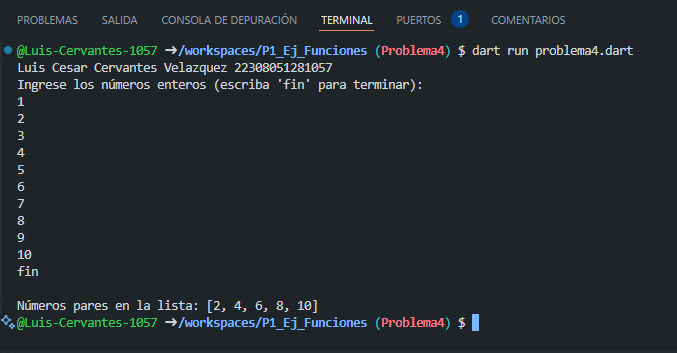 PROBLEMAS SALIDA CONSOLA DE DEPURACIÓN TERMINAL PUERTOS 1 COMENTARIOS
@Luis-Cervantes-1057 ➜/workspaces/P1_Ej_Funciones (Problema4) $ dart run problema4.dart
Luis Cesar Cervantes Velazquez 22308051281057
Ingrese los números enteros (escriba 'fin' para terminar):
1
2
3
4
5
6
7
8
9
10
fin
Números pares en la lista: [2, 4, 6, 8, 10]
@Luis-Cervantes-1057 ➜/workspaces/P1_Ej_Funciones (Problema4) $